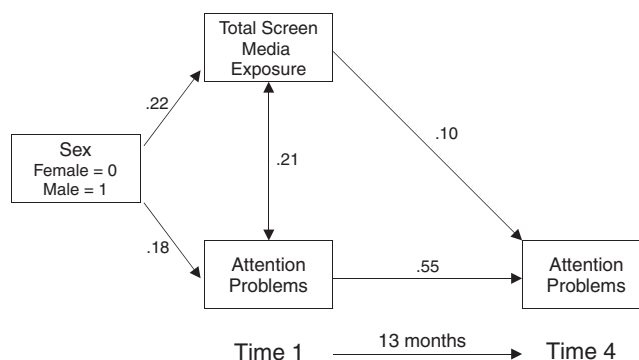 Total Screen
Media
Exposure
.22
.10
Sex
Female = 0
Male = 1
.21
.18
Attention
Problems
.55
Attention
Problems
Time 1
13 months
Time 4